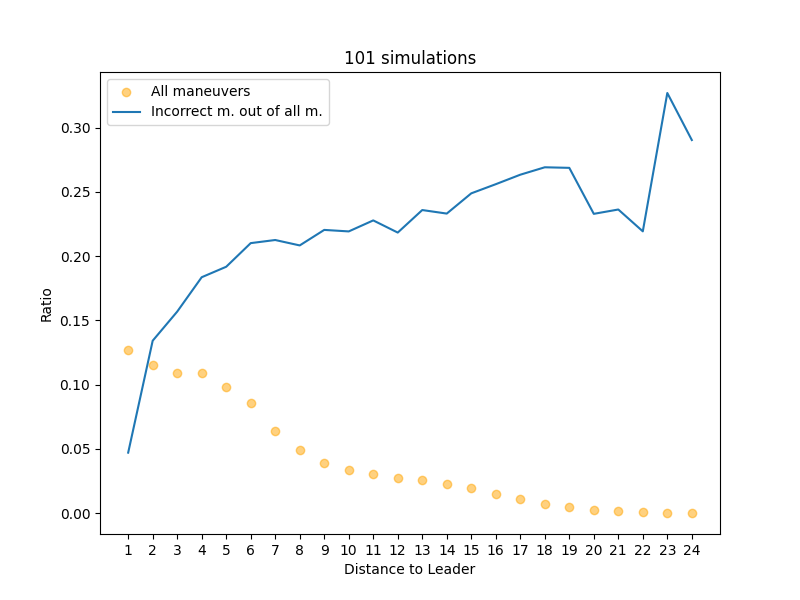 101 simulations
All maneuvers
Incorrect m. out of all m.
0.30
0.25
0.20
0.15
0.10
0.05
0.00
Ratio
1 2 3 4 5 6 7 8 9 10 11 12 13 14 15 16 17 18 19 20 21 22 23 24
Distance to Leader